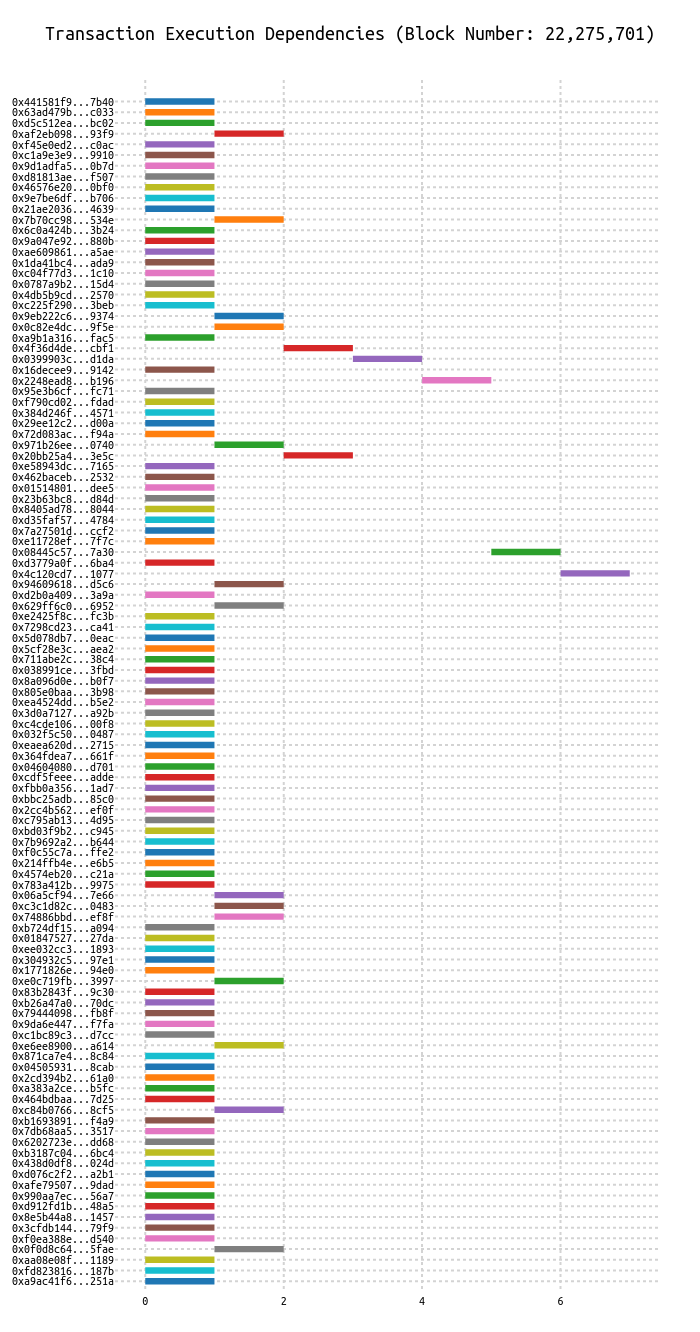 Transaction Execution Dependencies (Block Number: 22,275,701)
0x441581f9...7b40
0x63ad479b...c033
0xd5c512ea...bc02
0xaf2eb098...93f9
0xf45e0ed2...c0ac
0xc1a9e3e9...9910
0x9d1adfa5...0b7d
0xd81813ae...f507
0x46576e20...0bf0
0x9e7be6df...b706
0x21ae2036...4639
0x7b70cc98...534e
0x6c0a424b...3b24
0x9a047e92...880b
0xae609861...a5ae
0x1da41bc4...ada9
0xc04f77d3...1c10
0x0787a9b2...15d4
0x4db5b9cd...2570
0xc225f290...3beb
0x9eb222c6...9374
0x0c82e4dc...9f5e
0xa9b1a316...fac5
0x4f36d4de...cbf1
0x0399903c...d1da
0x16decee9...9142
0x2248ead8...b196
0x95e3b6cf...fc71
0xf790cd02...fdad
0x384d246f...4571
0x29ee12c2...d00a
0x72d083ac...f94a
0x971b26ee...0740
0x20bb25a4...3e5c
0xe58943dc...7165
0x462baceb...2532
0x01514801...dee5
0x23b63bc8...d84d
0x8405ad78...8044
0xd35faf57...4784
0x7a27501d...ccf2
0xe11728ef...7f7c
0x08445c57...7a30
0xd3779a0f...6ba4
0x4c120cd7...1077
0x94609618...d5c6
0xd2b0a409...3a9a
0x629ff6c0...6952
0xe2425f8c...fc3b
0x7298cd23...ca41
0x5d078db7...0eac
0x5cf28e3c...aea2
0x711abe2c...38c4
0x038991ce...3fbd
0x8a096d0e...b0f7
0x805e0baa...3b98
0xea4524dd...b5e2
0x3d0a7127...a92b
0xc4cde106...00f8
0x032f5c50...0487
0xeaea620d...2715
0x364fdea7...661f
0x04604080...d701
0xcdf5feee...adde
0xfbb0a356...1ad7
0xbbc25adb...85c0
0x2cc4b562...ef0f
0xc795ab13...4d95
0xbd03f9b2...c945
0x7b9692a2...b644
0xf0c55c7a...ffe2
0x214ffb4e...e6b5
0x4574eb20...c21a
0x783a412b...9975
0x06a5cf94...7e66
0xc3c1d82c...0483
0x74886bbd...ef8f
0xb724df15...a094
0x01847527...27da
0xee032cc3...1893
0x304932c5...97e1
0x1771826e...94e0
0xe0c719fb...3997
0x83b2843f...9c30
0xb26a47a0...70dc
0x79444098...fb8f
0x9da6e447...f7fa
0xc1bc89c3...d7cc
0xe6ee8900...a614
0x871ca7e4...8c84
0x04505931...8cab
0x2cd394b2...61a0
0xa383a2ce...b5fc
0x464bdbaa...7d25
0xc84b0766...8cf5
0xb1693891...f4a9
0x7db68aa5...3517
0x6202723e...dd68
0xb3187c04...6bc4
0x438d0df8...024d
0xd076c2f2...a2b1
0xafe79507...9dad
0x990aa7ec...56a7
0xd912fd1b...48a5
0x8e5b44a8...1457
0x3cfdb144...79f9
0xf0ea388e...d540
0x0f0d8c64...5fae
0xaa08e08f...1189
0xfd823816...187b
0xa9ac41f6...251a
0 2 4 6